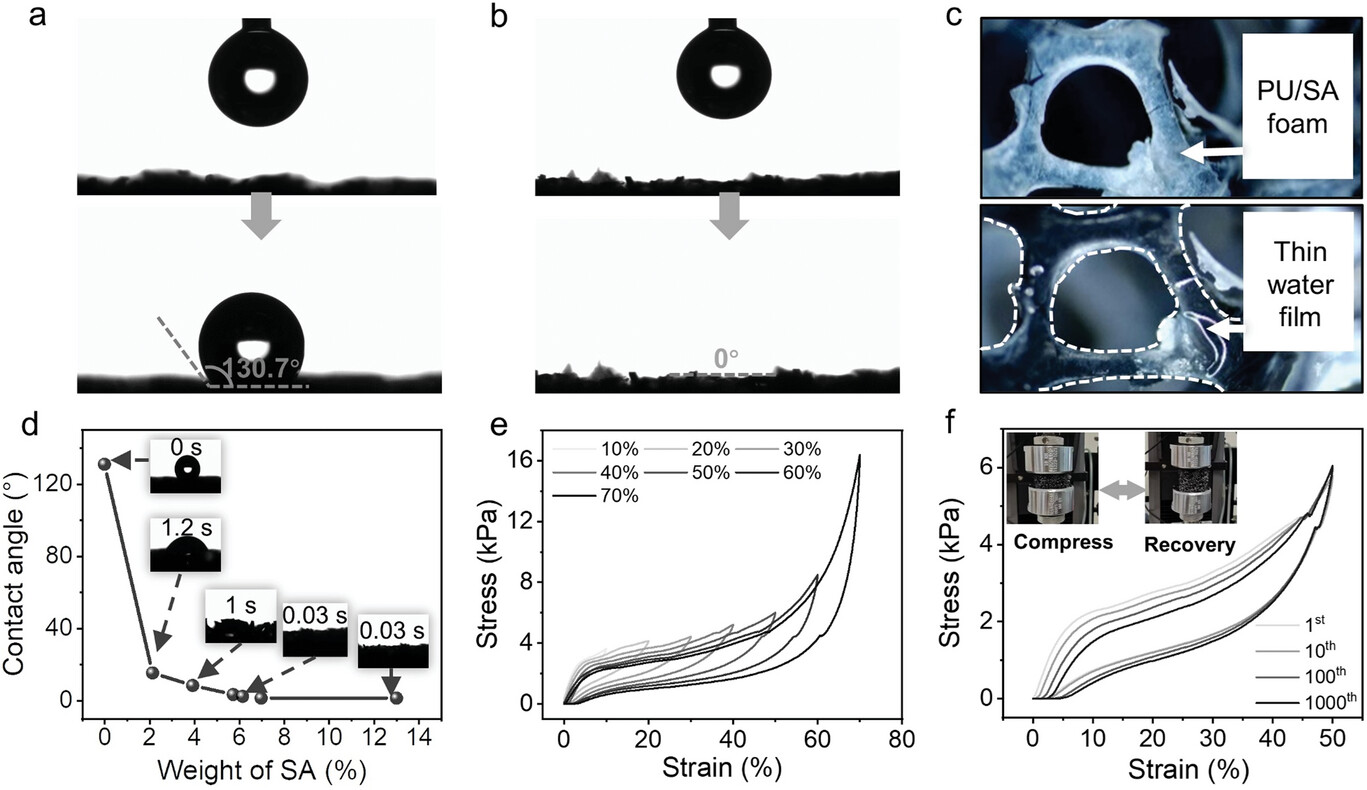 a
b
c
PU/SA
foam
Thin
water
film
130.7°
0°
d
0 s
1.2 s
1 s
0.03 s
0.03 s
120
80
40
0
Contact angle (°)
0
2
4
6
8
10
12
14
Weight of SA (%)
e
10%
20%
30%
40%
50%
60%
70%
16
12
8
4
0
Stress (kPa)
0
20
40
60
80
Strain (%)
f
Compress
Recovery
1st
10th
100th
1000th
6
4
2
0
Stress (kPa)
0
10
20
30
40
50
Strain (%)